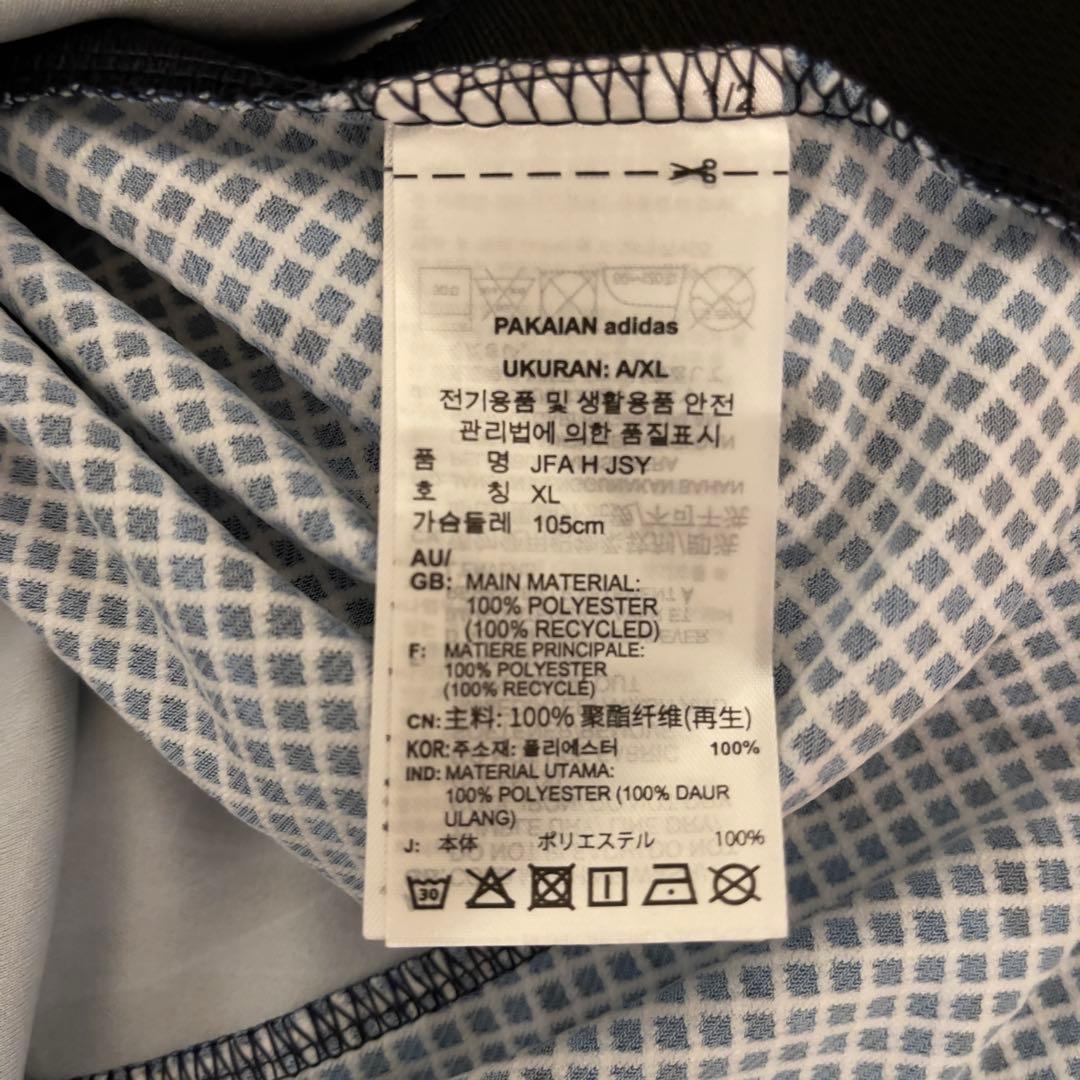 1/2
PAKAIAN adidas
UKURAN: A/XL
전기용품 및 생활용품 안전
관리법에 의한 품질표시
품 명 JFA H JSY
호 칭 XL
가슴둘레 105cm
AU/
GB: MAIN MATERIAL:
100% POLYESTER
(100% RECYCLED)
F: MATIERE PRINCIPALE:
100% POLYESTER
(100% RECYCLÉ)
CN: 主料: 100% 聚酯纤维(再生)
KOR: 주소재: 폴리에스터 100%
IND: MATERIAL UTAMA:
100% POLYESTER (100% DAUR
ULANG)
J: 本体 ポリエステル 100%
30